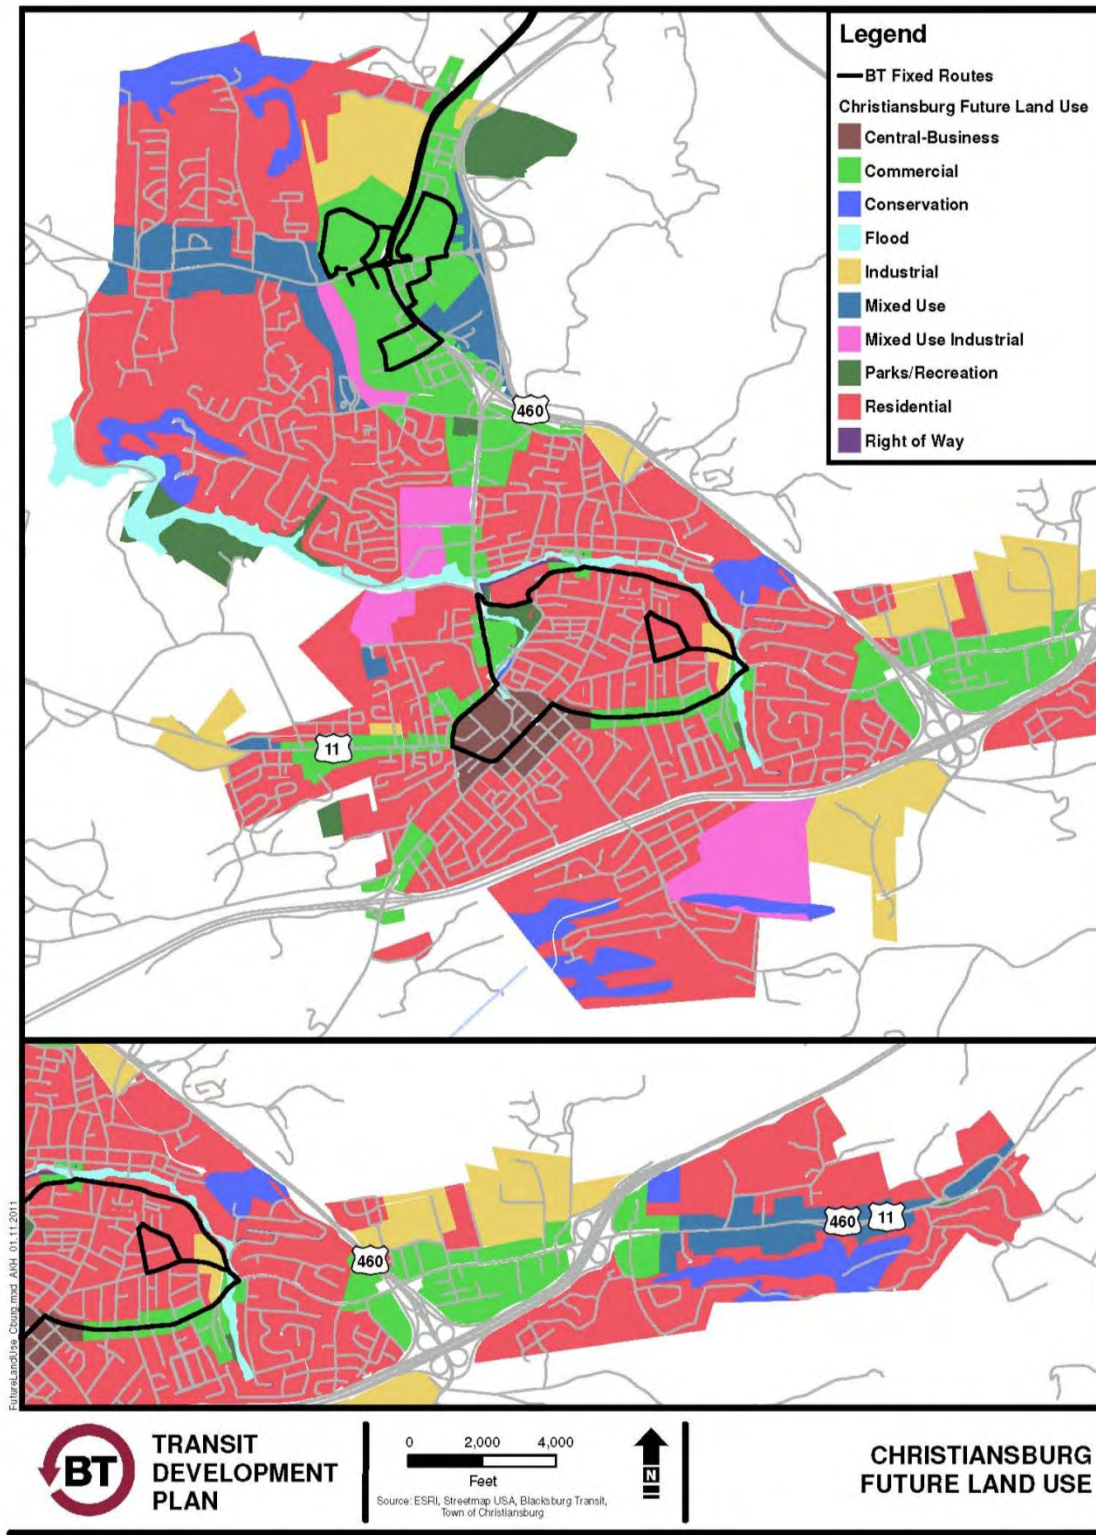 Legend
BT Fixed Routes
Christiansburg Future Land Use
Central-Business
Commercial
Conservation
Flood
Industrial
Mixed Use
Mixed Use Industrial
Parks/Recreation
Residential
Right of Way
460
11
460
460
11
FutureLandUse_Cburg.mxd AKH 01.11.2011
BT
TRANSIT
DEVELOPMENT
PLAN
0 2,000 4,000
Feet
Source: ESRI, Streetmap USA, Blacksburg Transit,
Town of Christiansburg
N
CHRISTIANSBURG
FUTURE LAND USE